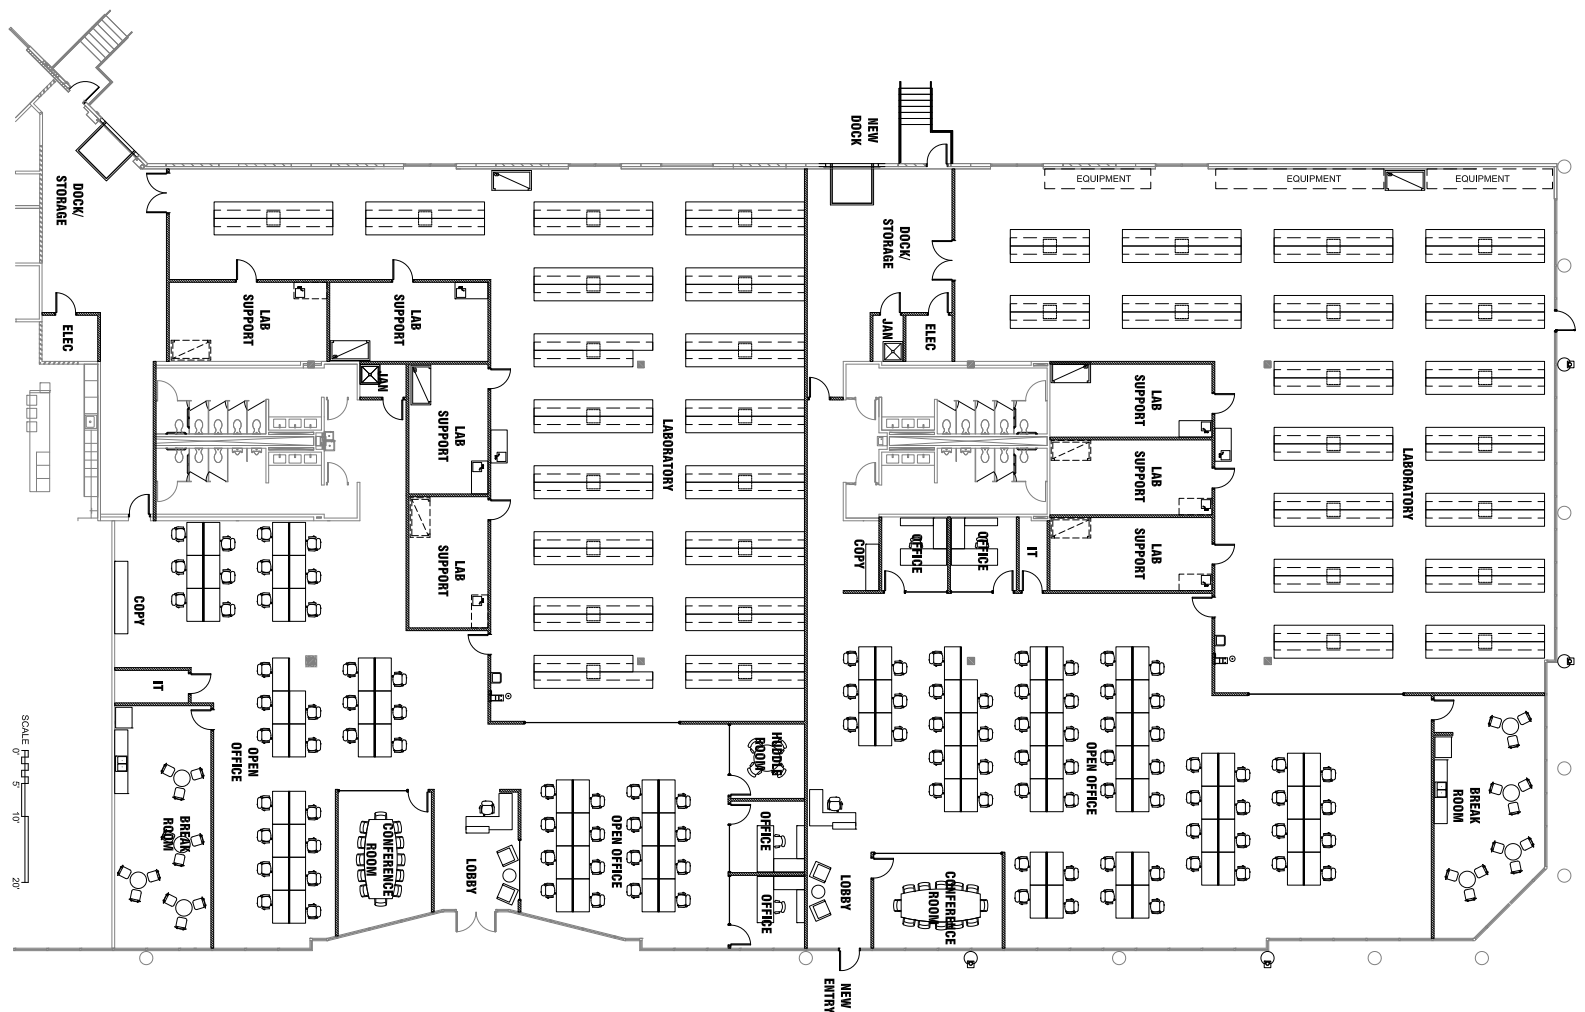 NEW
DOCK
EQUIPMENT
EQUIPMENT
EQUIPMENT
DOCK/
STORAGE
DOCK/
STORAGE
LAB
SUPPORT
LAB
SUPPORT
ELEC
JAN
ELEC
JAN
LAB
SUPPORT
LABORATORY
LAB
SUPPORT
LAB
SUPPORT
LABORATORY
LAB
SUPPORT
COPY
OFFICE
OFFICE
IT
LAB
SUPPORT
COPY
IT
SCALE
0'
5'
10'
20'
OPEN
OFFICE
HUDDLE
ROOM
OPEN OFFICE
BREAK
ROOM
BREAK
ROOM
CONFERENCE
ROOM
LOBBY
OPEN OFFICE
OFFICE
OFFICE
LOBBY
CONFERENCE
ROOM
NEW
ENTRY